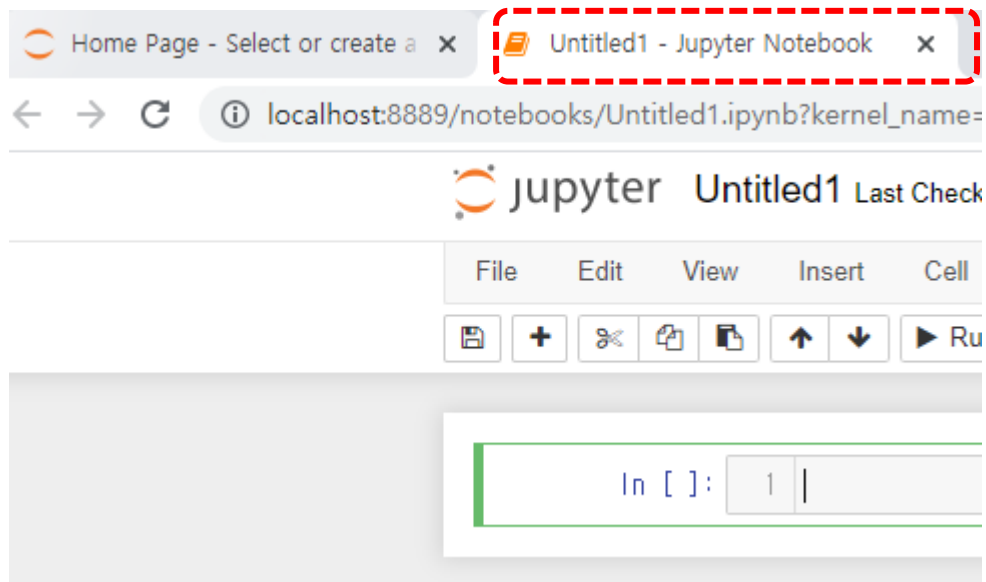 Home Page - Select or create a
Untitled1 - Jupyter Notebook
localhost:8889/notebooks/Untitled1.ipynb?kernel_name=
jupyter Untitled1 Last Check
File Edit View Insert Cell
Ru
In [ ]: 1